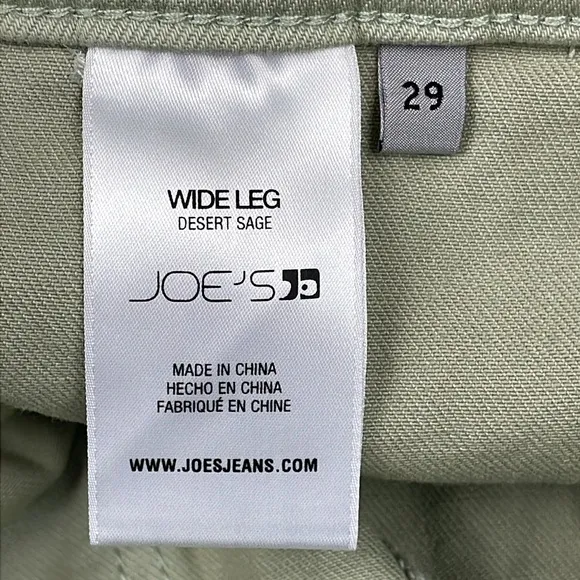 29
WIDE LEG
DESERT SAGE
JOE'S
MADE IN CHINA
HECHO EN CHINA
FABRIQUÉ EN CHINE
WWW.JOESJEANS.COM